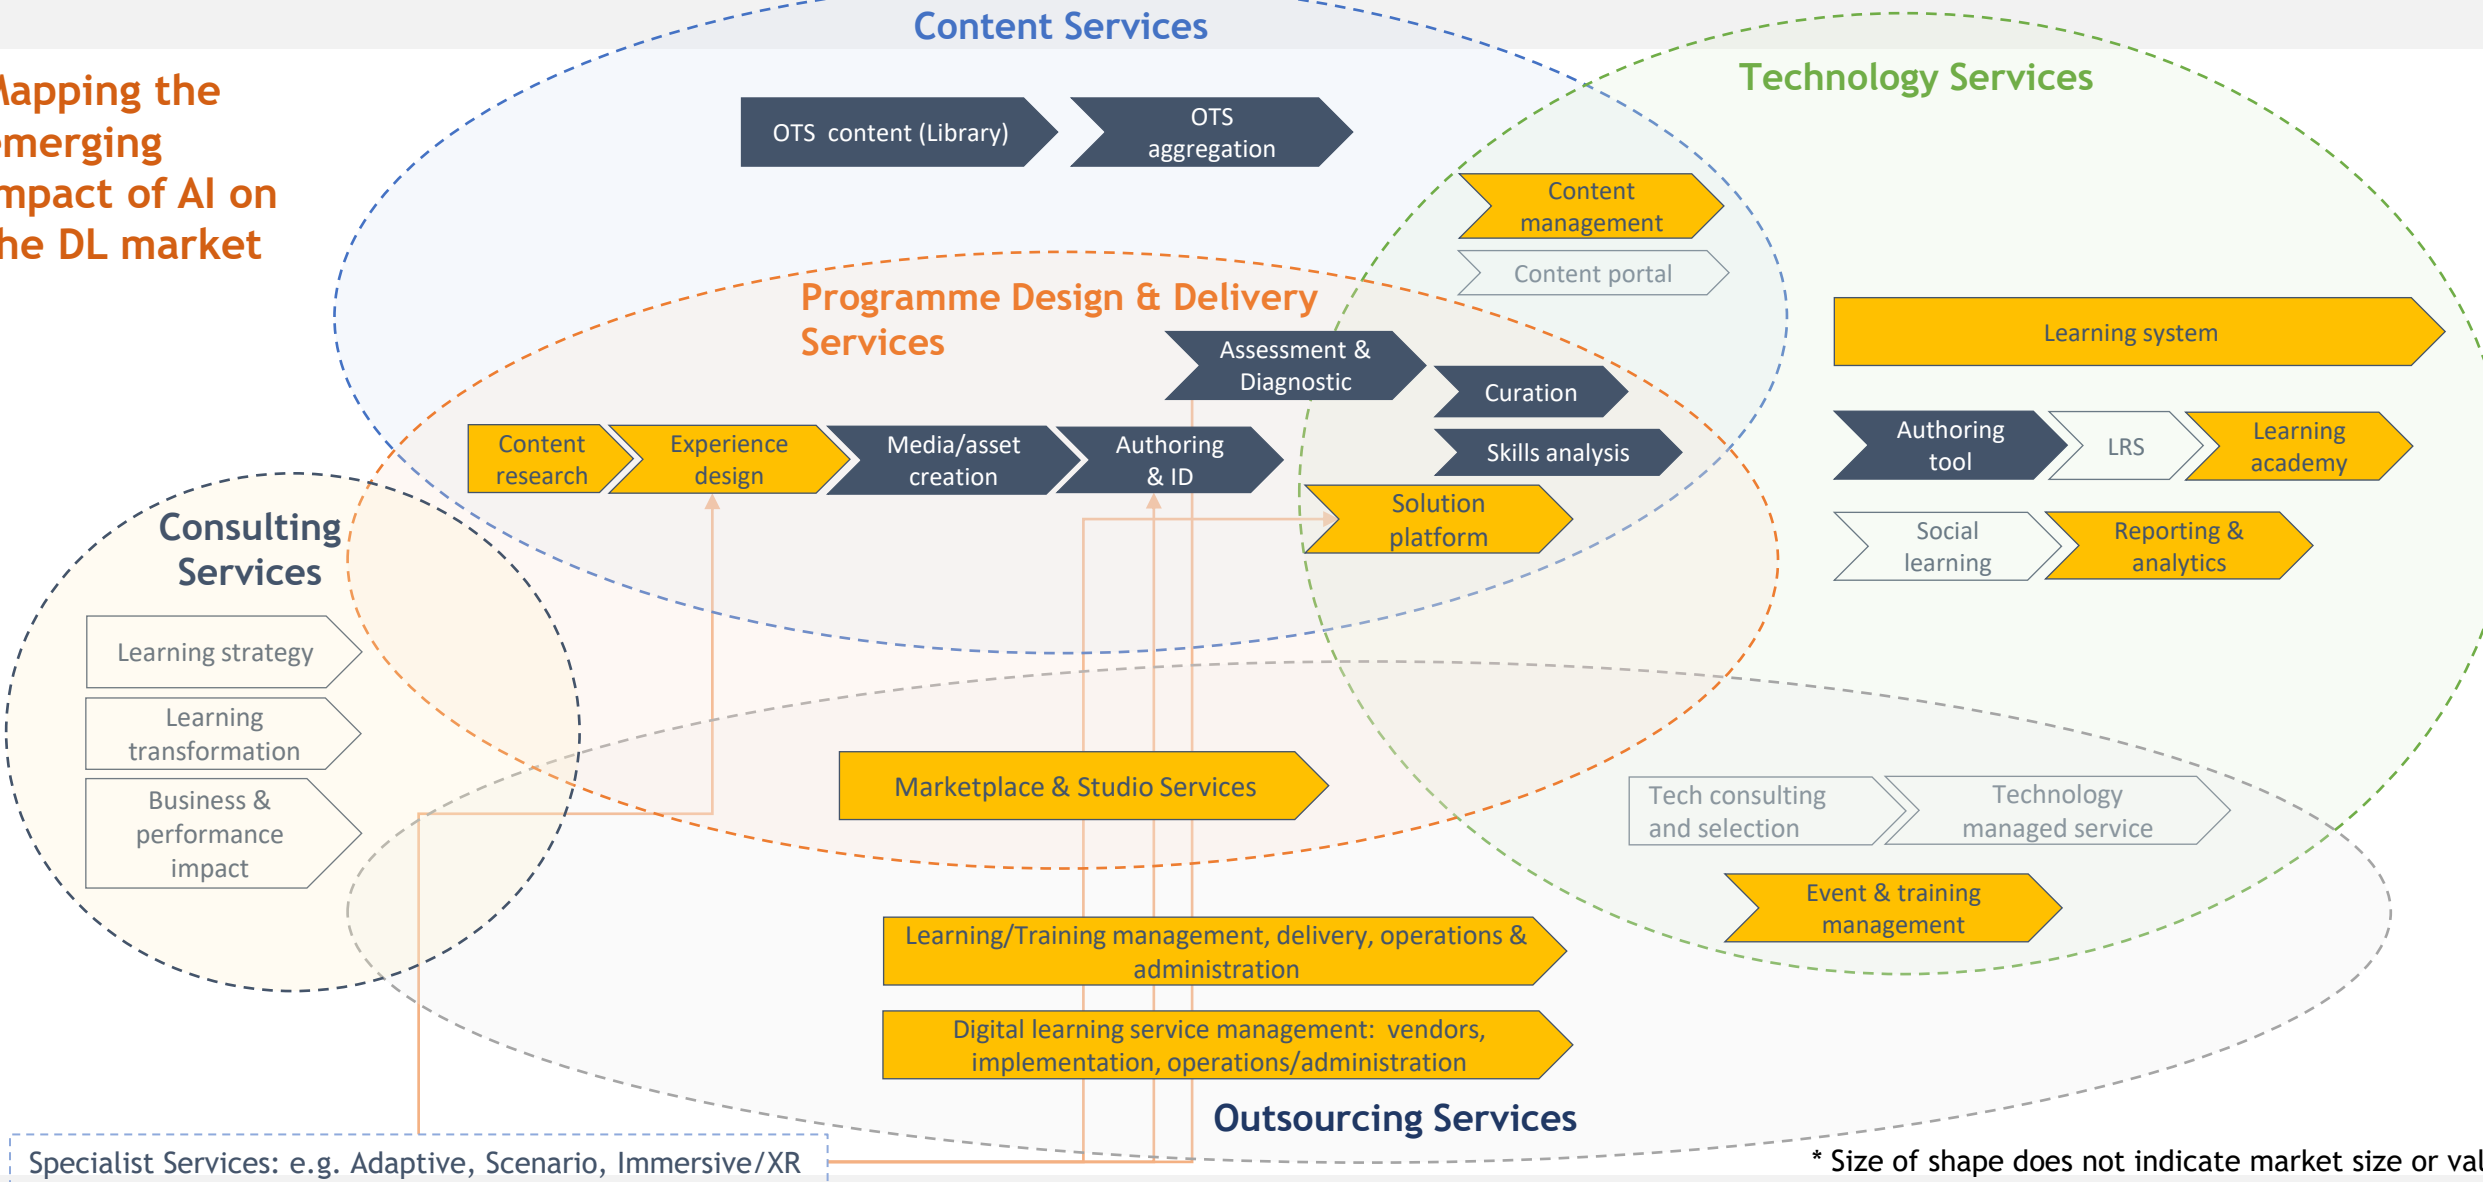 Content Services
Technology Services
Mapping the
emerging
impact of AI on
the DL market
OTS  content (Library)
OTS
aggregation
Content
management
Content portal
Programme Design & Delivery
Services
Learning system
Assessment &
Diagnostic
Curation
Content
research
Experience
design
Media/asset
creation
Authoring
& ID
Skills analysis
Authoring
tool
LRS
Learning
academy
Solution
platform
Social
learning
Reporting &
analytics
Consulting
Services
Learning strategy
Learning
transformation
Business &
performance
impact
Marketplace & Studio Services
Tech consulting
and selection
Technology
managed service
Event & training
management
Learning/Training management, delivery, operations &
administration
Digital learning service management:  vendors,
implementation, operations/administration
Outsourcing Services
Specialist Services: e.g. Adaptive, Scenario, Immersive/XR
* Size of shape does not indicate market size or val